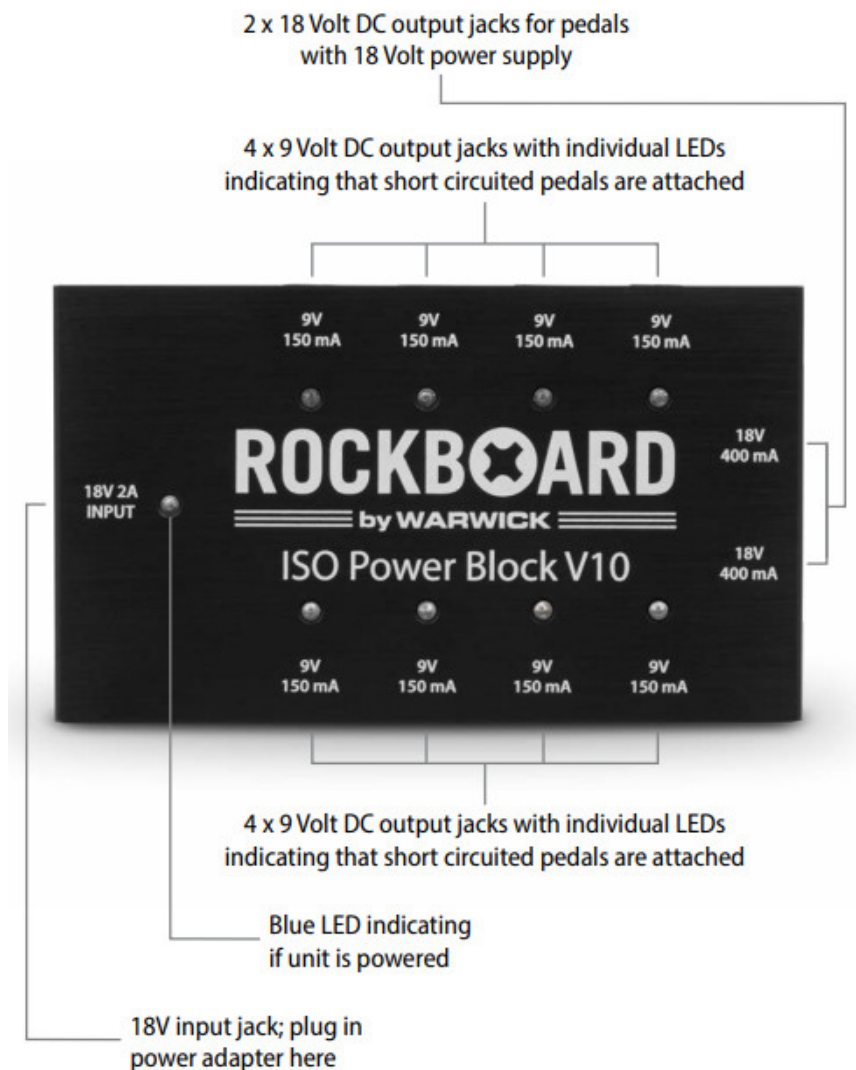 2 x 18 Volt DC output jacks for pedals
with 18 Volt power supply
4 x 9 Volt DC output jacks with individual LEDs
indicating that short circuited pedals are attached
9V 9V 9V 9V
150 mA 150 mA 150 mA 150 mA
18V
400 mA
ROCKBOARD
18V 2A
INPUT
by WARWICK
ISO Power Block V10
18V
400 mA
9V 9V 9V 9V
150 mA 150 mA 150 mA 150 mA
4 x 9 Volt DC output jacks with individual LEDs
indicating that short circuited pedals are attached
Blue LED indicating
if unit is powered
18V input jack; plug in
power adapter here